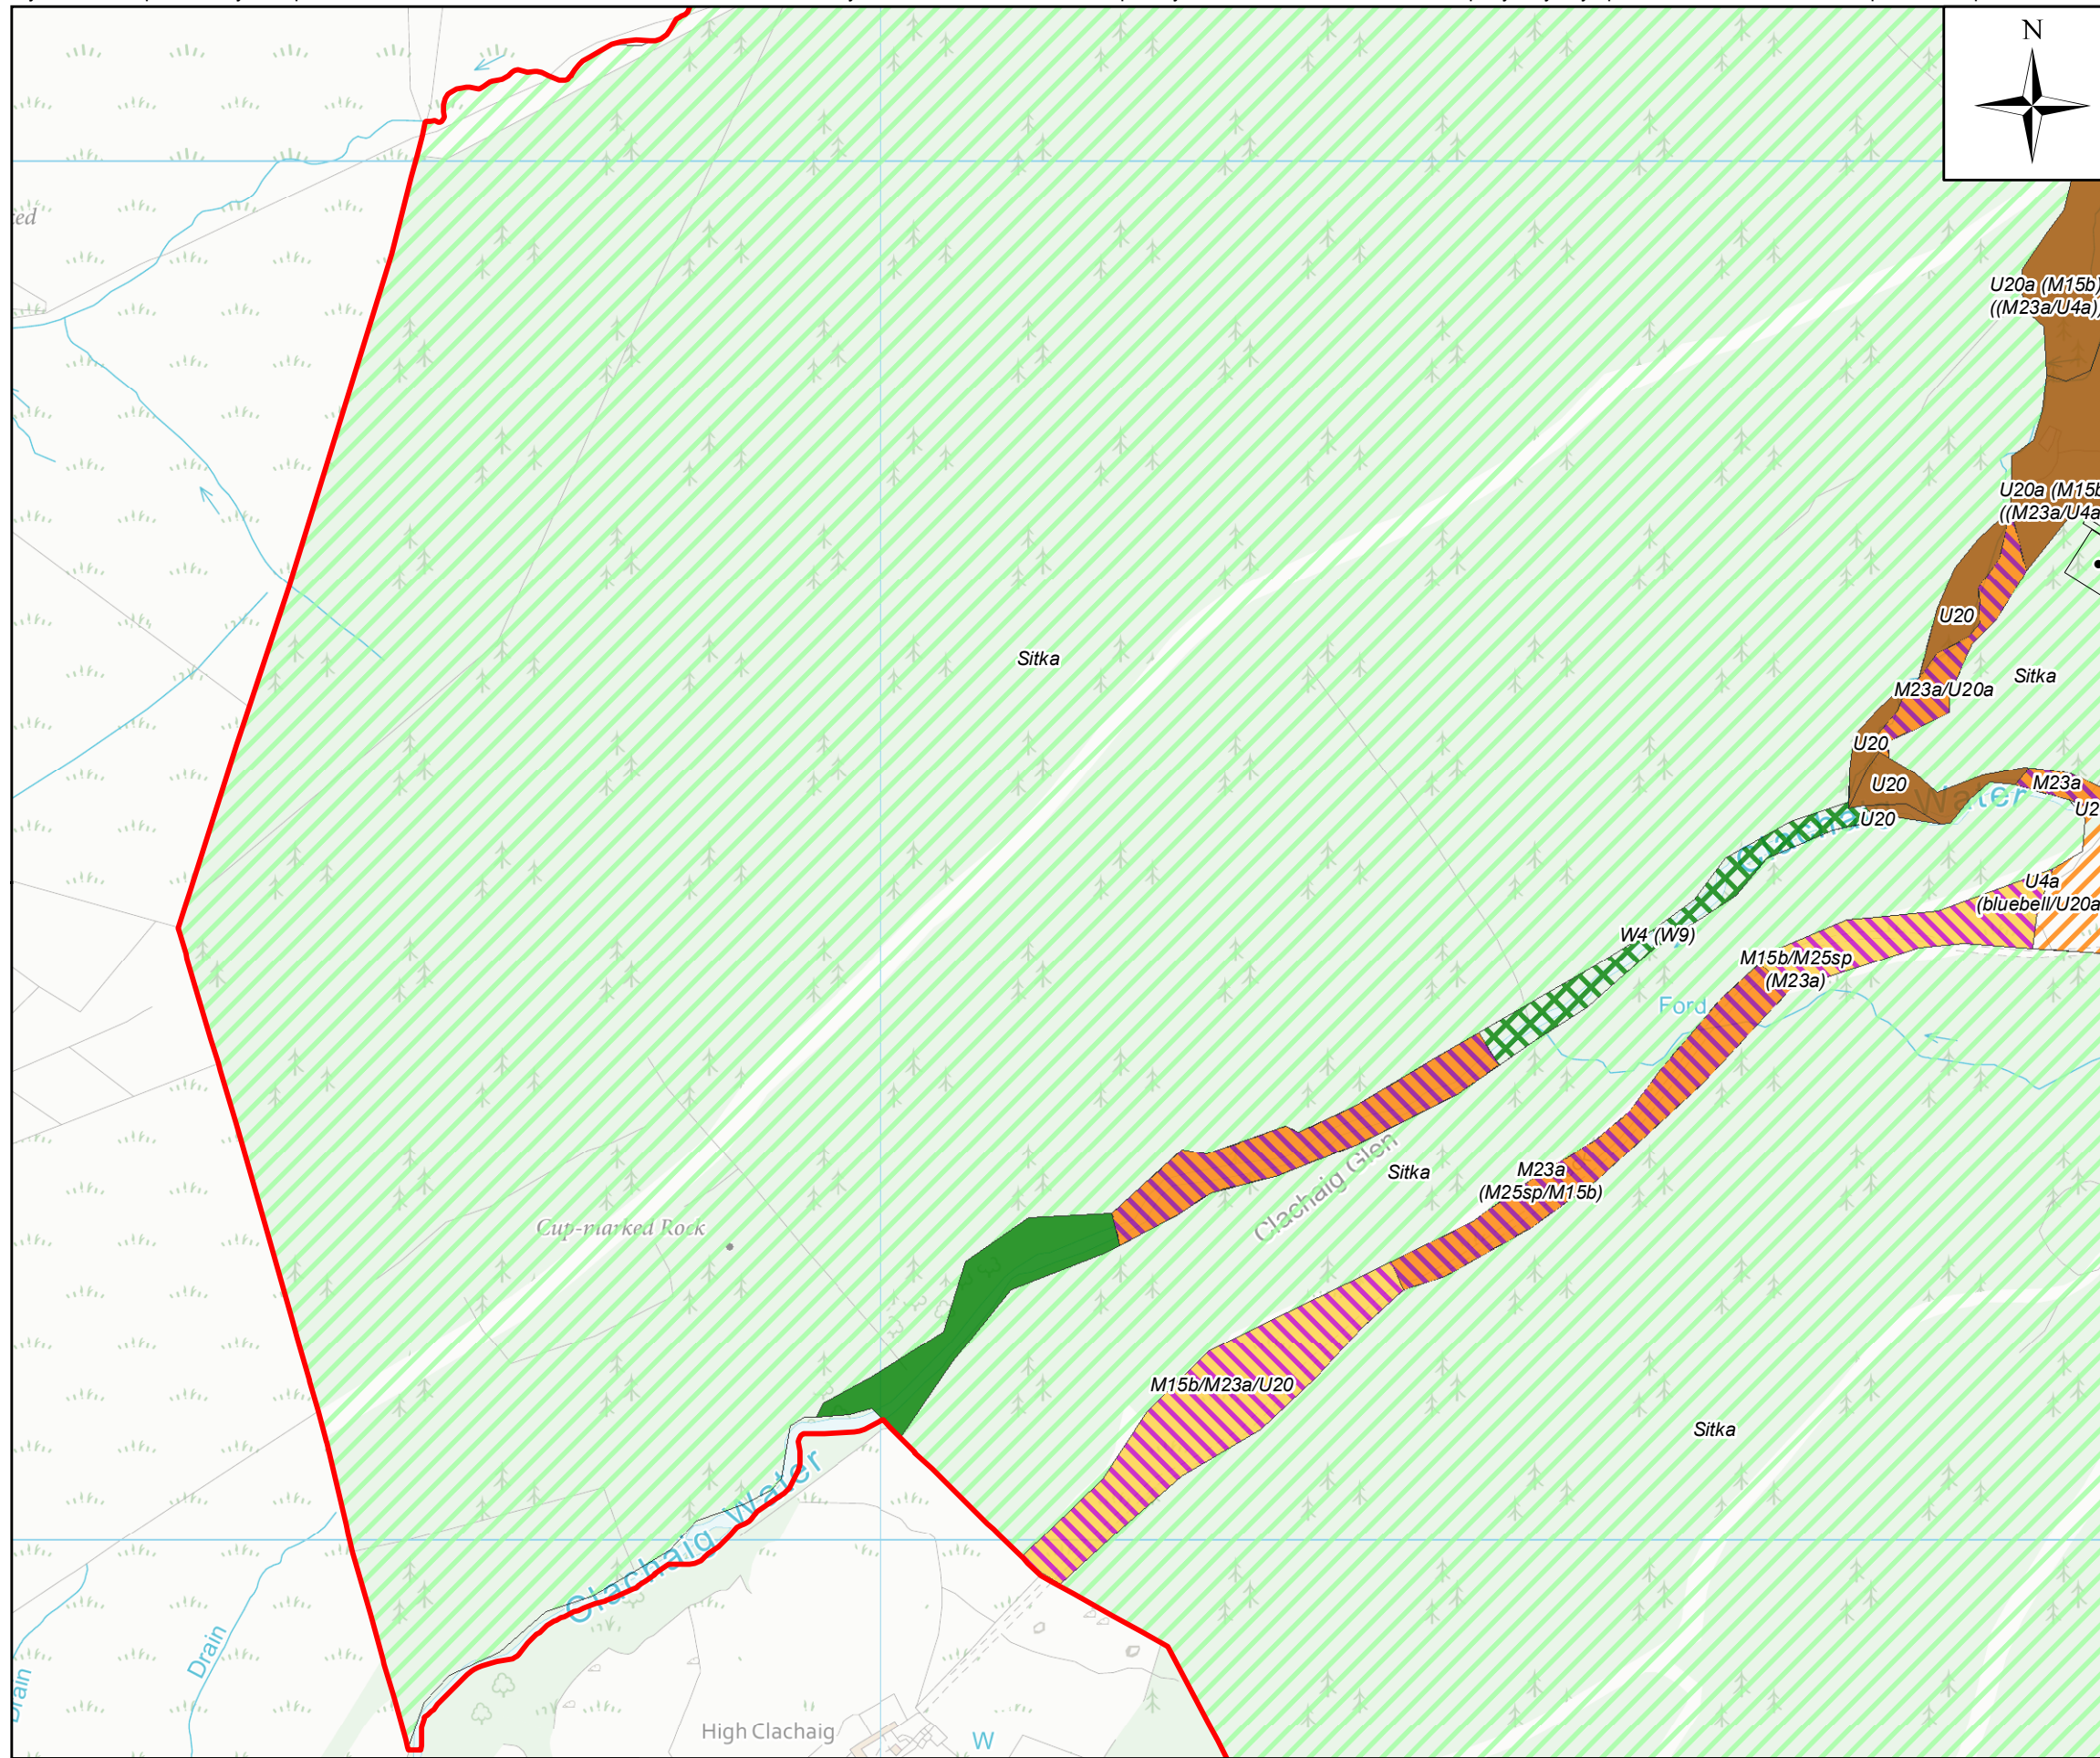 N
U20a (M15b)
((M23a/U4a))
U20a (M15b
((M23a/U4a
U20
Sitka
Sitka
M23a/U20a
U20
U20
M23a
Water
U2
U20
U4a
(bluebell/U20a
W4 (W9)
M15b/M25sp
(M23a)
Ford
Clachaig Glen
Sitka
M23a
(M25sp/M15b)
Cup-marked Rock
M15b/M23a/U20
Sitka
Clachaig Water
Drain
Drain
High Clachaig
W